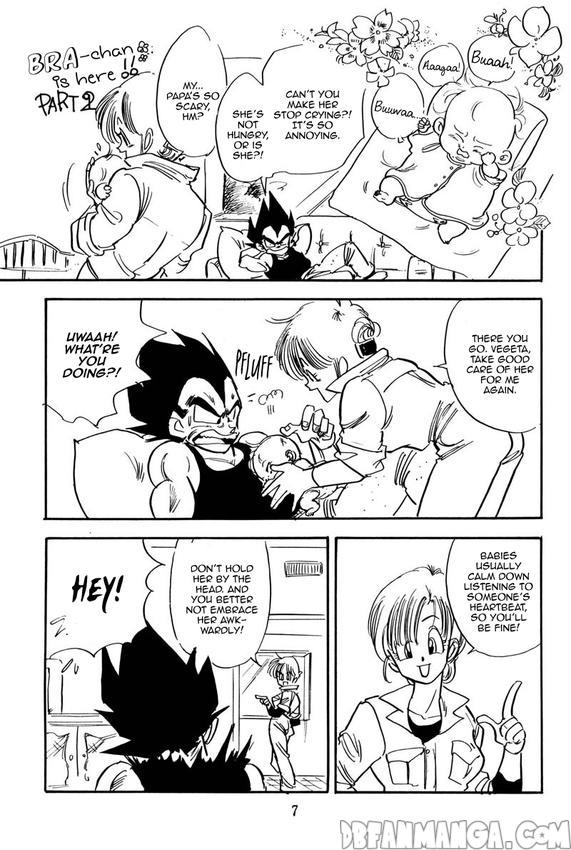 BRA-chan
is here!!
PART 2
MY...
PAPA'S SO
SCARY,
HM?
CAN'T YOU
MAKE HER
STOP CRYING?!
IT'S SO
ANNOYING.
SHE'S
NOT
HUNGRY,
OR IS
SHE?!
Buaah!
Aaagaa!
Buuwaa...
UWAAH!
WHAT'RE
YOU
DOING?!
PFLUFF
THERE YOU
GO. VEGETA,
TAKE GOOD
CARE OF HER
FOR ME
AGAIN.
HEY!
DON'T HOLD
HER BY THE
HEAD. AND
YOU BETTER
NOT EMBRACE
HER AWK-
WARDLY!
BABIES
USUALLY
CALM DOWN
LISTENING TO
SOMEONE'S
HEARTBEAT,
SO YOU'LL
BE FINE!
7
DBFANMANGA.COM